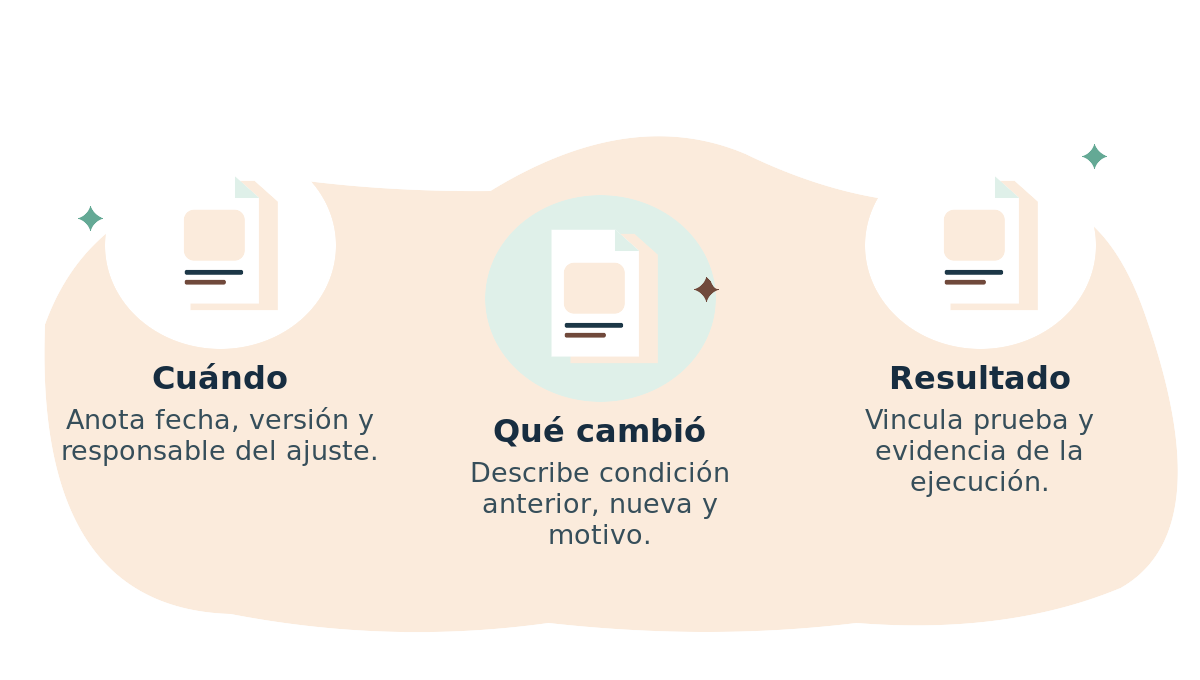 Cuándo
Anota fecha, versión y
responsable del ajuste.
Qué cambió
Describe condición
anterior, nueva y
motivo.
Resultado
Vincula prueba y
evidencia de la
ejecución.